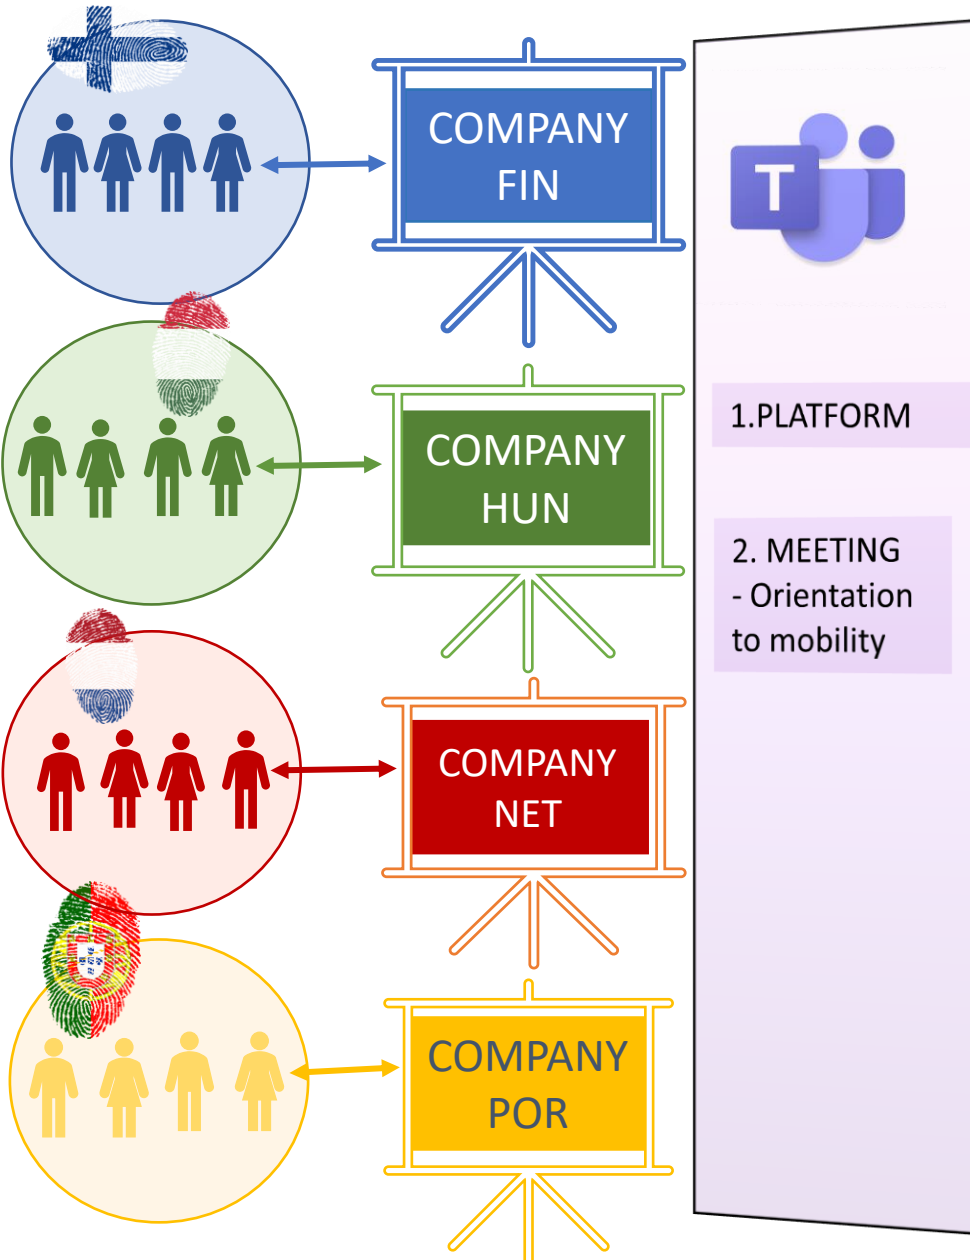 COMPANY
FIN
COMPANY
HUN
COMPANY
NET
COMPANY
POR
T
1.PLATFORM
2. MEETING
- Orientation
to mobility